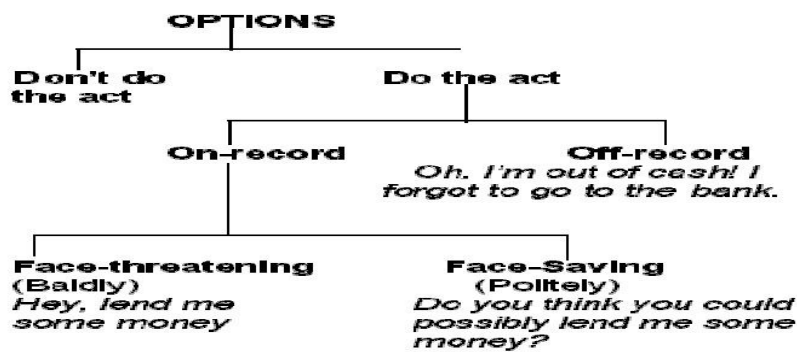 OPTIONS
Don't do
the act
Do the act
On-record
Off-record
Oh, I'm out of cash! I
forgot to go to the bank.
Face-threatening
(Baldly)
Hey, lend me
some money
Face-Saving
(Politely)
Do you think you could
possibly lend me some
money?